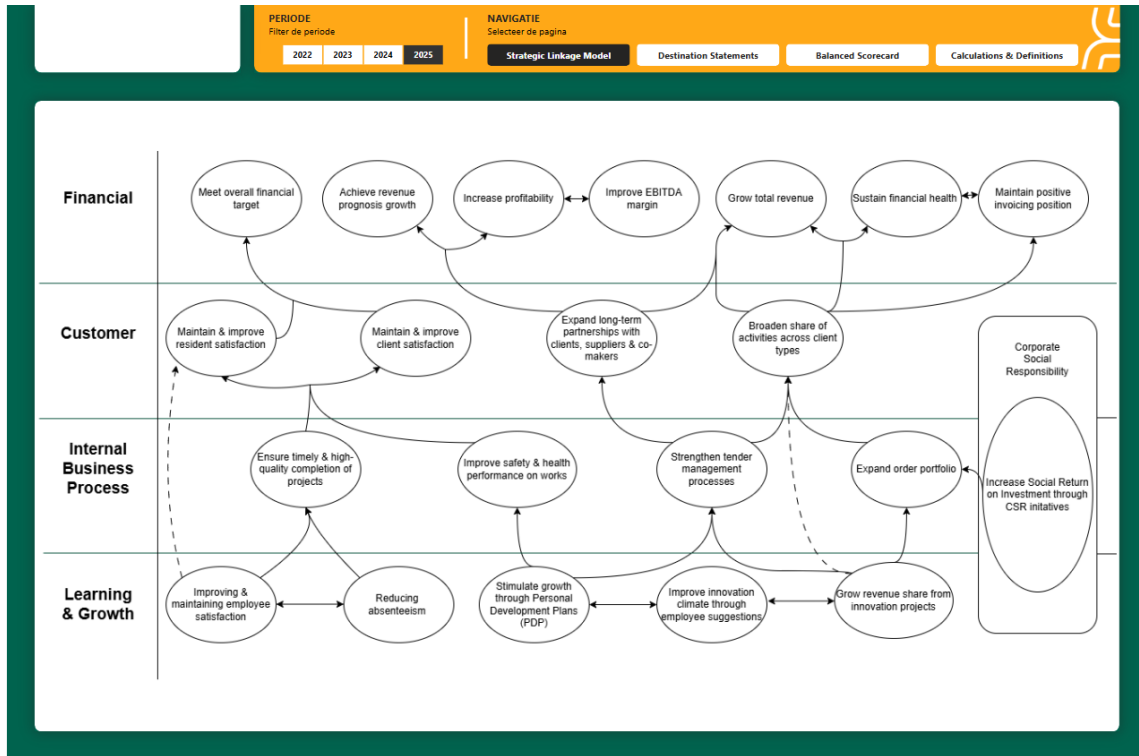 PERIODE
Filter de periode
2022
2023
2024
2025
NAVIGATIE
Selecteer de pagina
Strategic Linkage Model
Destination Statements
Balanced Scorecard
Calculations & Definitions
Financial
Meet overall financial
target
Achieve revenue
prognosis growth
Increase profitability
Improve EBITDA
margin
Grow total revenue
Sustain financial health
Maintain positive
invoicing position
Customer
Maintain & improve
resident satisfaction
Maintain & improve
client satisfaction
Expand long-term
partnerships with
clients, suppliers & co-
makers
Broaden share of
activities across client
types
Corporate
Social
Responsibility
Internal
Business
Process
Ensure timely & high-
quality completion of
projects
Improve safety & health
performance on works
Strengthen tender
management
processes
Expand order portfolio
Increase Social Return
on Investment through
CSR initatives
Learning
& Growth
Improving &
maintaining employee
satisfaction
Reducing
absenteeism
Stimulate growth
through Personal
Development Plans
(PDP)
Improve innovation
climate through
employee suggestions
Grow revenue share from
innovation projects